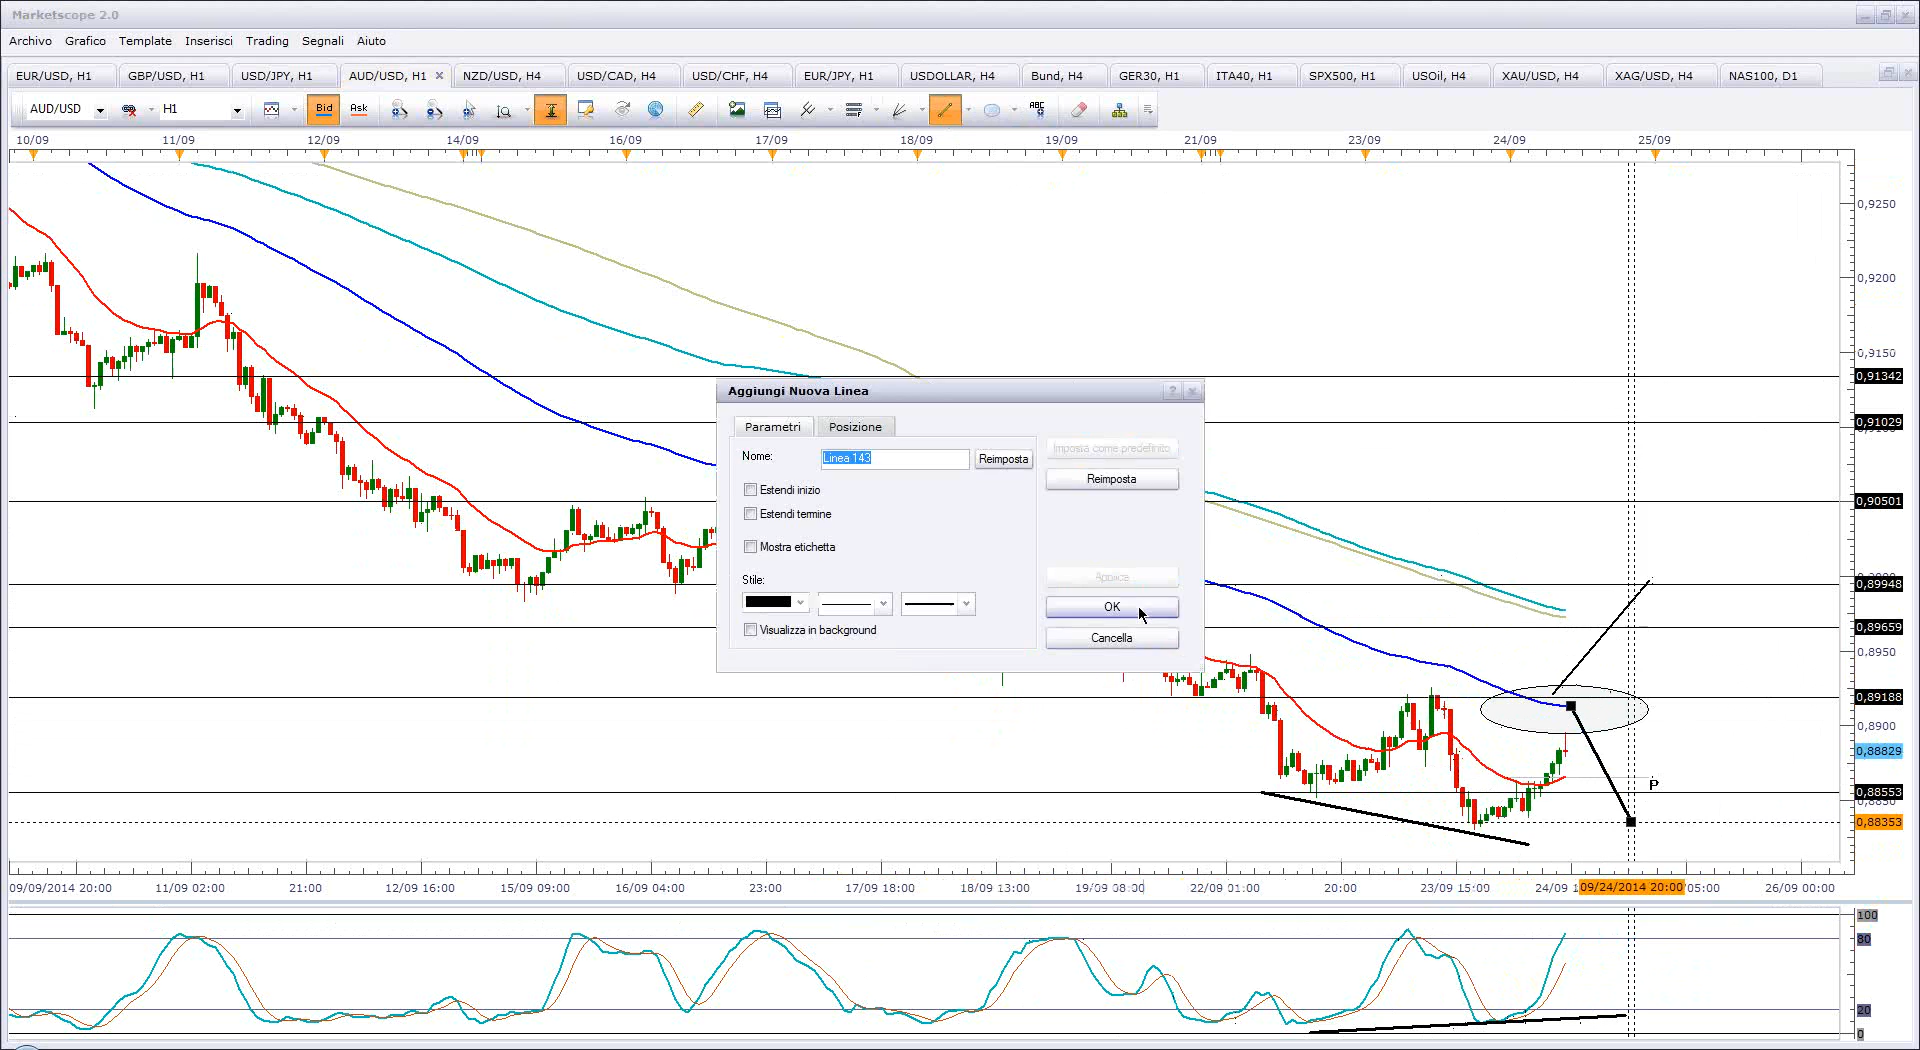 Marketscope 2.0
Archivo Grafico Template Inserisci Trading Segnali Aiuto
EUR/USD, H1 GBP/USD, H1 USD/JPY, H1 AUD/USD, H1 NZD/USD, H4 USD/CAD, H4 USD/CHF, H4 EUR/JPY, H1 USDOLLAR, H4 Bund, H4 GER30, H1 ITA40, H1 SPX500, H1 USOil, H4 XAU/USD, H4 XAG/USD, H4 NAS100, D1
AUD/USD H1 Bid Ask ABC
10/09 11/09 12/09 14/09 16/09 17/09 18/09 19/09 21/09 23/09 24/09 25/09
0,9250
0,9200
0,9150
0,91342
0,91029
0,90501
0,89948
0,89659
0,8950
0,89188
0,8900
0,88829
0,88553
0,8850
0,88353
Aggiungi Nuova Linea
Parametri Posizione
Nome: Linea 143 Reimposta
Imposta come predefinito
Reimposta
Estendi inizio
Estendi termine
Mostra etichetta
Stile:
Applica
OK
Cancella
Visualizza in background
P
09/09/2014 20:00 11/09 02:00 21:00 12/09 16:00 15/09 09:00 16/09 04:00 23:00 17/09 18:00 18/09 13:00 19/09 08:00 22/09 01:00 20:00 23/09 15:00 24/09 1 09/24/2014 20:00 05:00 26/09 00:00
100
80
20
0